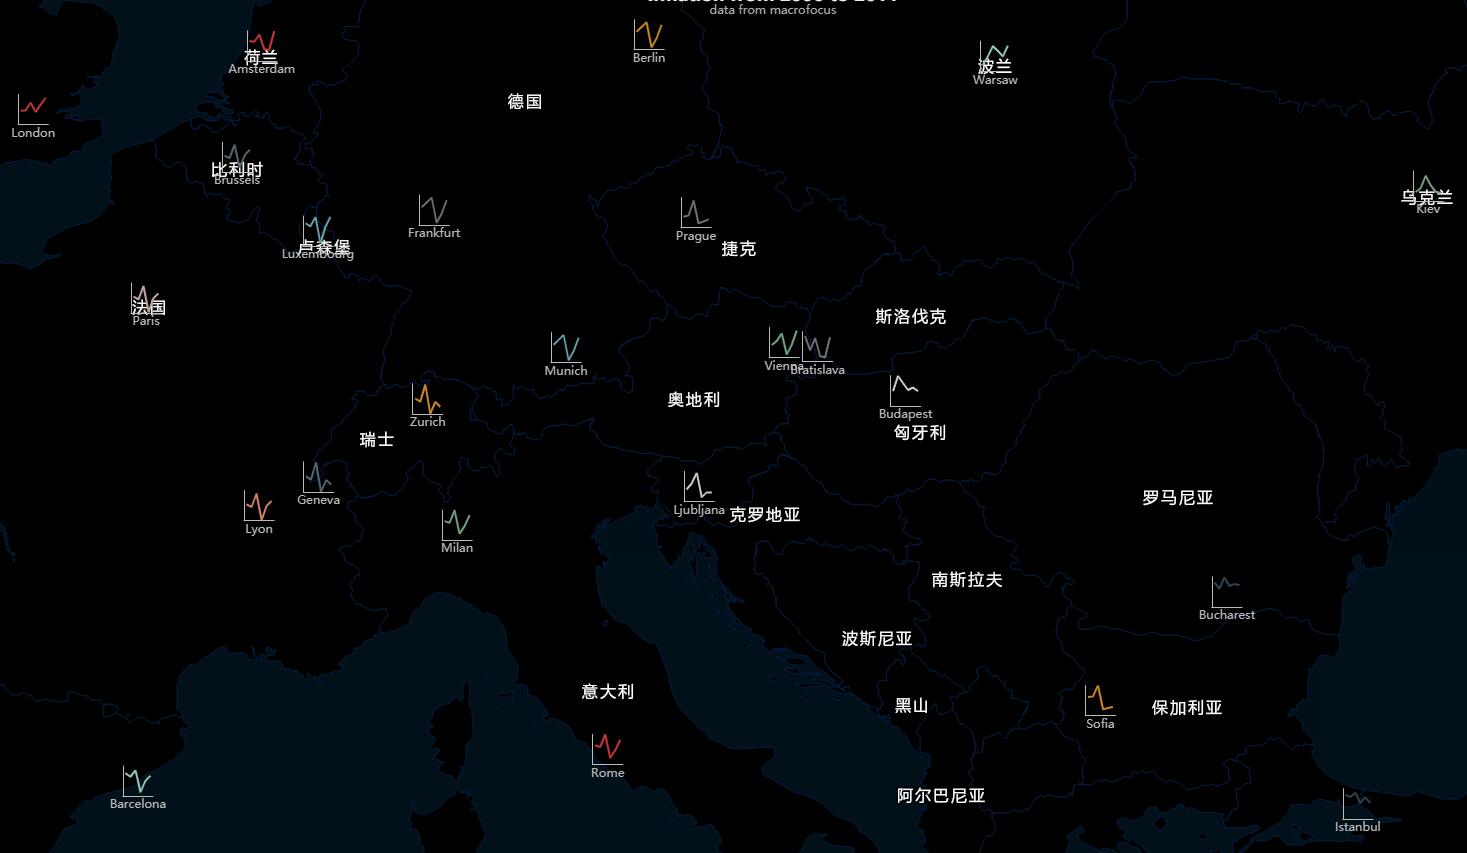 data from macrofocus
Berlin
荷兰
Amsterdam
波兰
Warsaw
London
德国
比利时
Brussels
乌克兰
Kiev
Frankfurt
Prague
捷克
卢森堡
Luxembourg
法国
Paris
斯洛伐克
Munich
Vienna
Bratislava
奥地利
Budapest
匈牙利
Zurich
瑞士
Geneva
Lyon
Milan
Ljubljana
克罗地亚
罗马尼亚
南斯拉夫
Bucharest
波斯尼亚
意大利
黑山
Sofia
保加利亚
Rome
Barcelona
阿尔巴尼亚
Istanbul